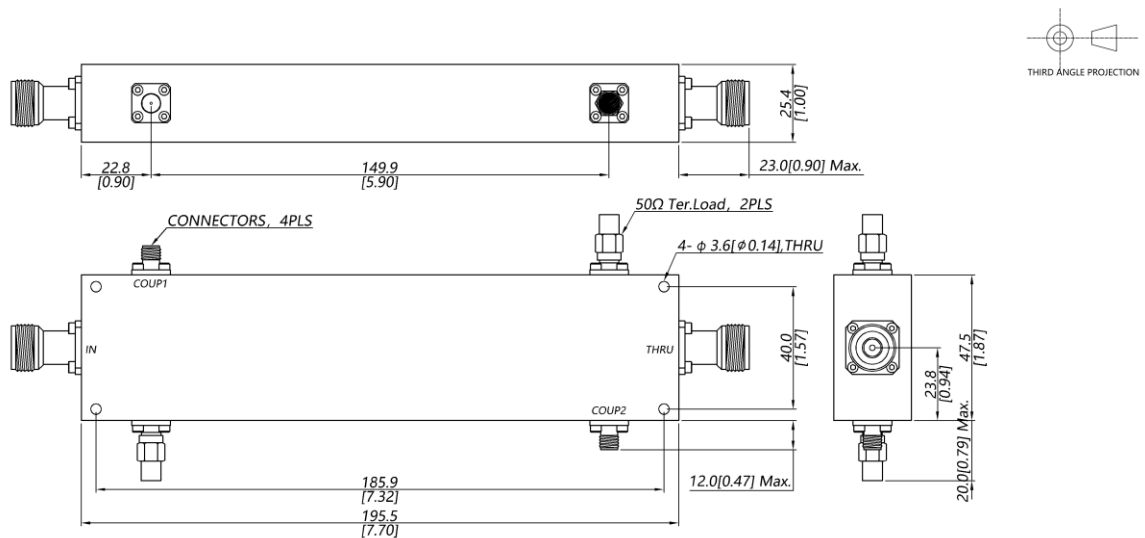 THIRD ANGLE PROJECTION
25.4
[1.00]
22.8
[0.90]
149.9
[5.90]
23.0[0.90] Max.
CONNECTORS, 4PLS
50Ω Ter.Load, 2PLS
4- ϕ 3.6[ϕ0.14],THRU
COUP1
IN
THRU
COUP2
40.0
[1.57]
47.5
[1.87]
23.8
[0.94]
12.0[0.47] Max.
20.0[0.79] Max.
185.9
[7.32]
195.5
[7.70]